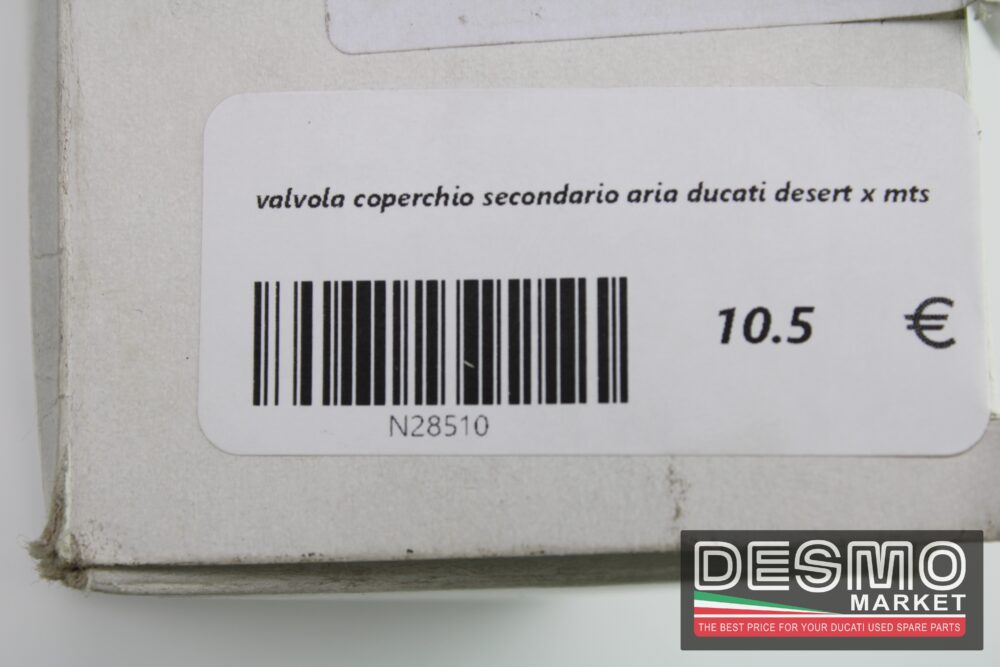 valvola coperchio secondario aria ducati desert x mts
10.5 €
N28510
DESMO
MARKET
THE BEST PRICE FOR YOUR DUCATI USED SPARE PARTS